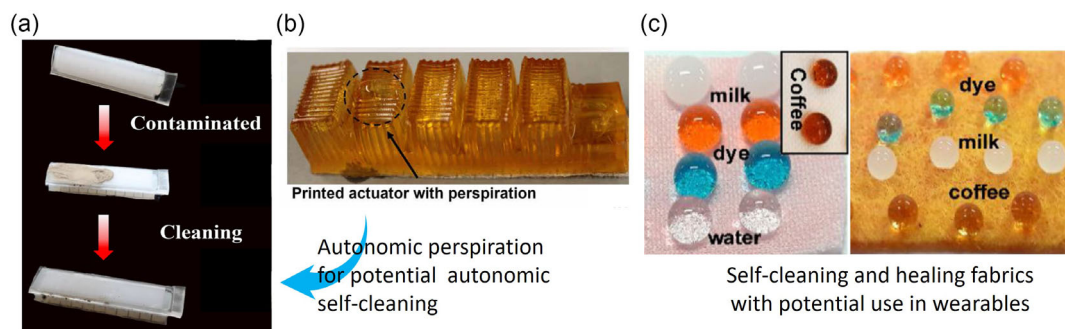 (a)
Contaminated
Cleaning
(b)
Printed actuator with perspiration
Autonomic perspiration
for potential autonomic
self-cleaning
(c)
milk
Coffee
dye
water
dye
milk
coffee
Self-cleaning and healing fabrics
with potential use in wearables